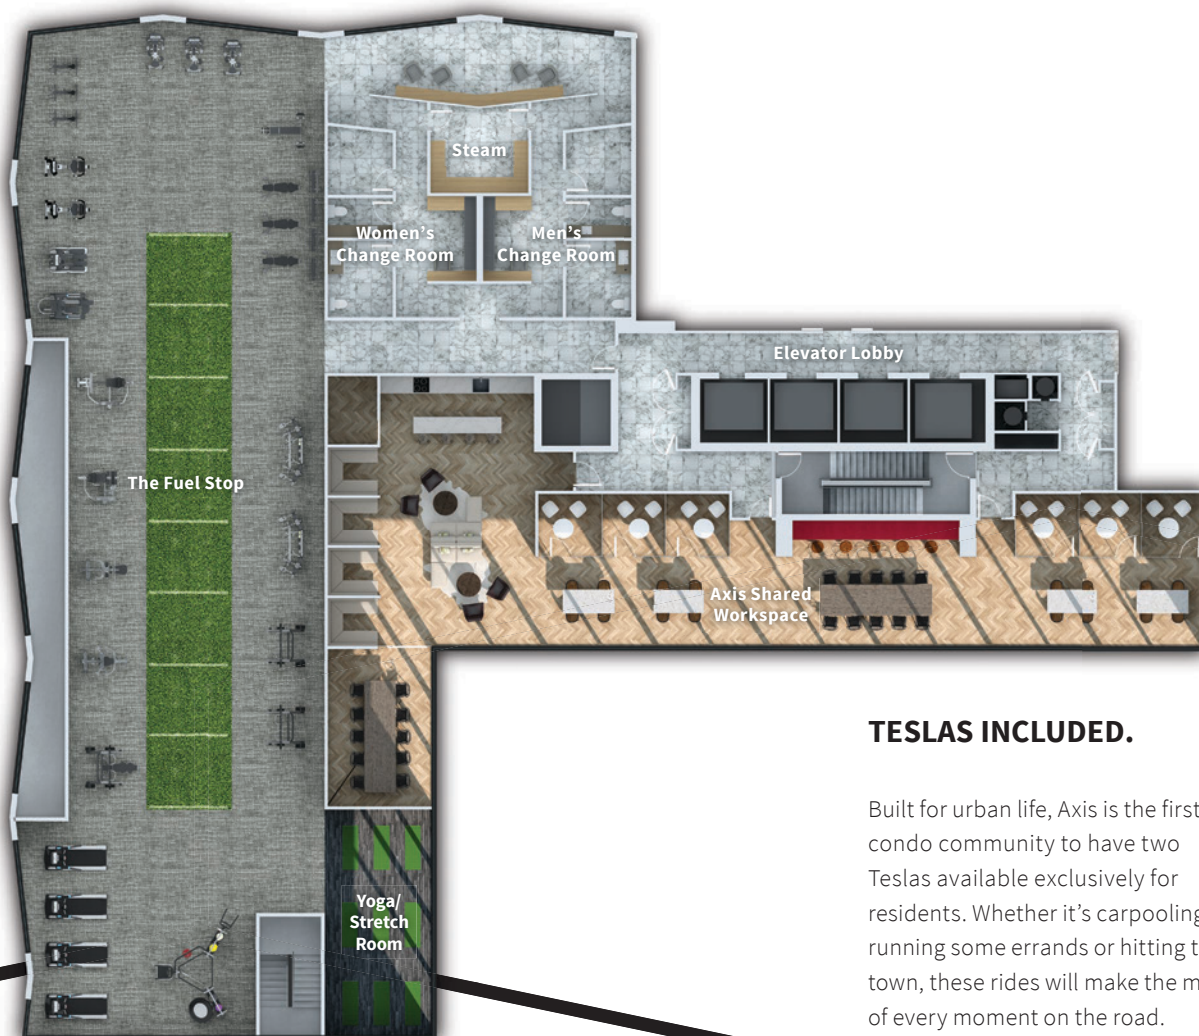 Steam
Women's
Change Room
Men's
Change Room
Elevator Lobby
The Fuel Stop
Axis Shared
Workspace
Yoga/
Stretch
Room
TESLAS INCLUDED.
Built for urban life, Axis is the first
condo community to have two
Teslas available exclusively for
residents. Whether it's carpooling
running some errands or hitting t
town, these rides will make the m
of every moment on the road.